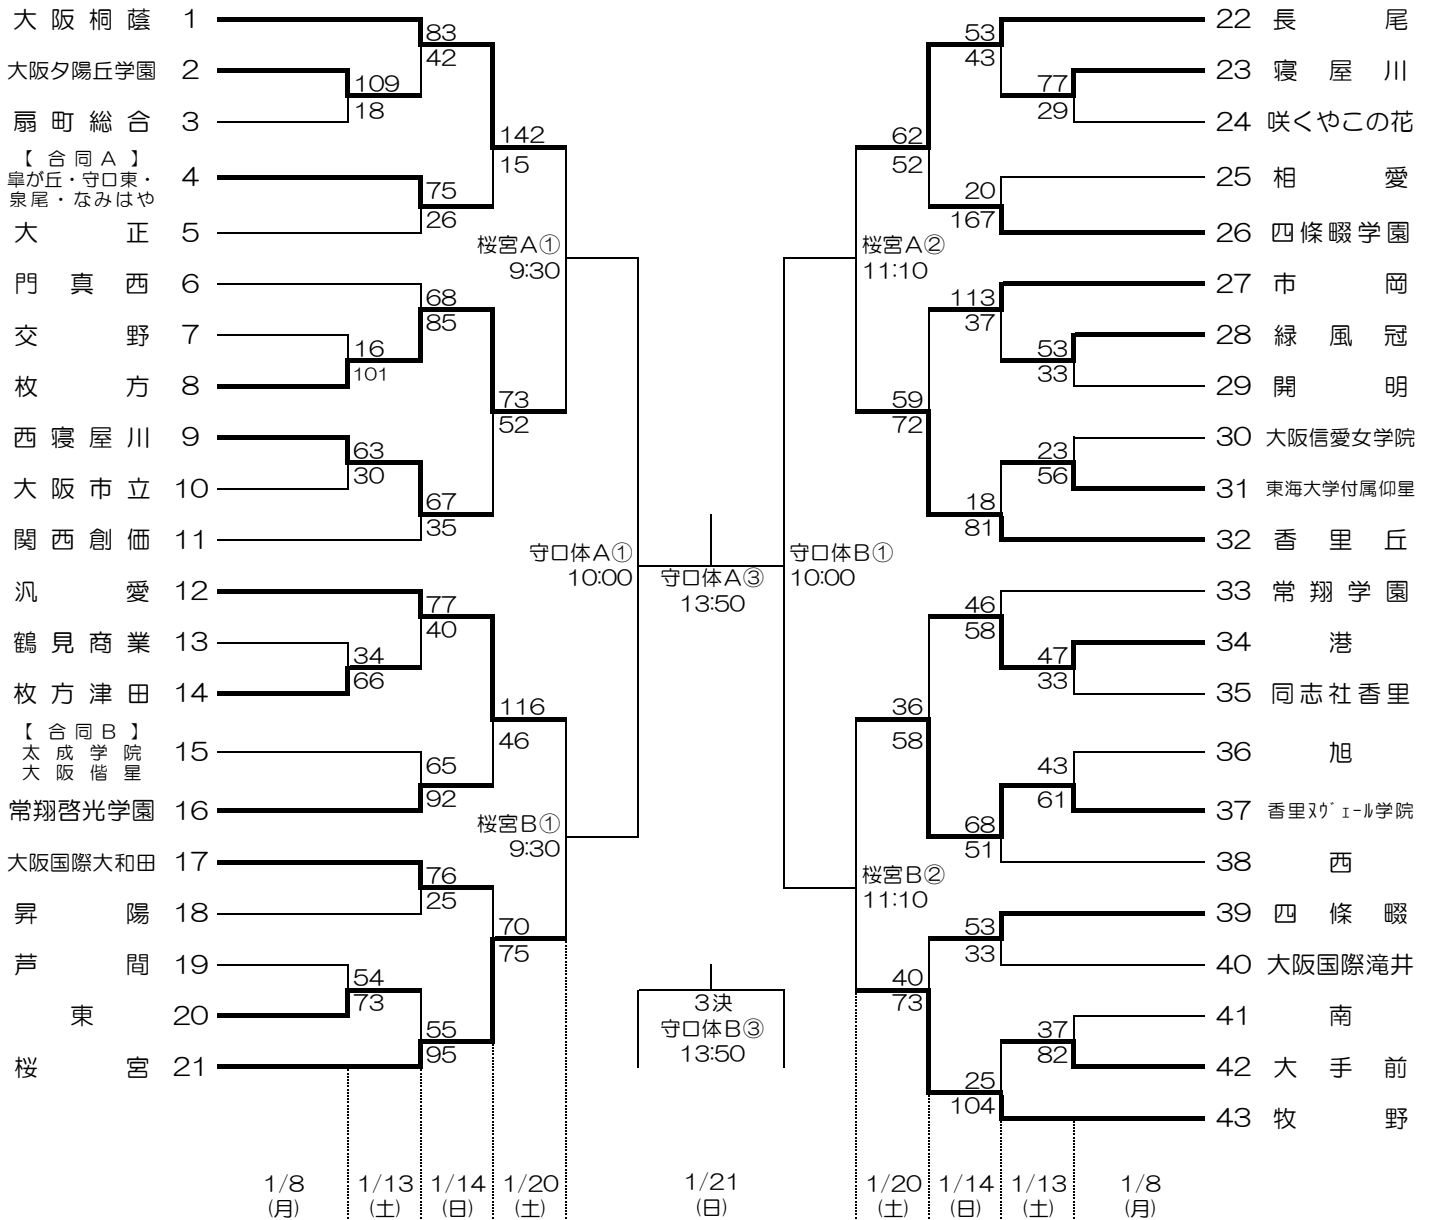 大阪桐蔭 1
大阪夕陽丘学園 2
扇町総合 3
【合同A】
皐が丘・守口東・
泉尾・なみはや
4
大正 5
門真西 6
交野 7
枚方 8
西寝屋川 9
大阪市立 10
関西創価 11
汎愛 12
鶴見商業 13
枚方津田 14
【合同B】
太成学院
大阪偕星
15
常翔啓光学園 16
大阪国際大和田 17
昇陽 18
芦間 19
東 20
桜宮 21
109
18
16
101
63
30
34
66
54
73
83
42
75
26
68
85
67
35
77
40
65
92
76
25
55
95
142
15
73
52
116
46
70
75
桜宮A①
9:30
桜宮B①
9:30
守口体A①
10:00
守口体A③
13:50
3決
守口体B③
13:50
守口体B①
10:00
桜宮A②
11:10
桜宮B②
11:10
62
52
59
72
36
58
40
73
53
43
20
167
113
37
18
81
46
58
68
51
53
33
25
104
77
29
53
33
23
56
47
33
43
61
37
82
22 長尾
23 寝屋川
24 咲くやこの花
25 相愛
26 四條畷学園
27 市岡
28 緑風冠
29 開明
30 大阪信愛女学院
31 東海大学付属仰星
32 香里丘
33 常翔学園
34 港
35 同志社香里
36 旭
37 香里ヌヴェール学院
38 西
39 四條畷
40 大阪国際滝井
41 南
42 大手前
43 牧野
1/8 1/13 1/14 1/20 1/21 1/20 1/14 1/13 1/8
(月) (土) (日) (土) (日) (土) (日) (土) (月)